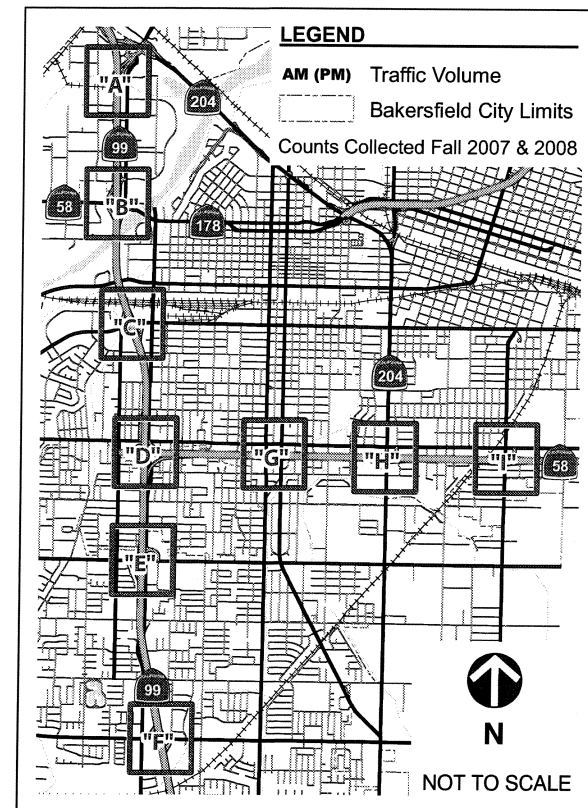 LEGEND
AM (PM) Traffic Volume
Bakersfield City Limits
Counts Collected Fall 2007 & 2008
"A"
204
99
58
"B"
178
"C"
204
"D"
"G"
"H"
"I"
58
"E"
99
"F"
N
NOT TO SCALE